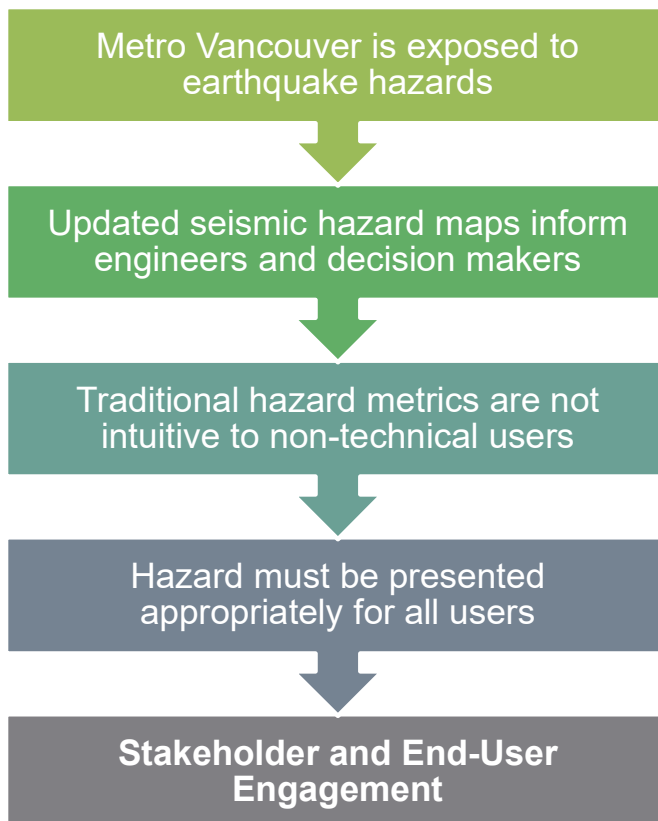 Metro Vancouver is exposed to
earthquake hazards
Updated seismic hazard maps inform
engineers and decision makers
Traditional hazard metrics are not
intuitive to non-technical users
Hazard must be presented
appropriately for all users
Stakeholder and End-User
Engagement